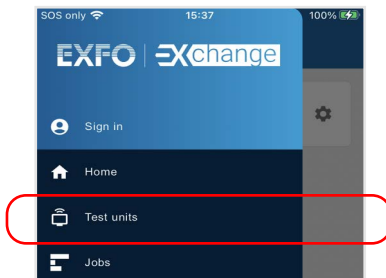 SOS only 15:37 100%
EXFO | EXchange
Sign in
Home
Test units
Jobs